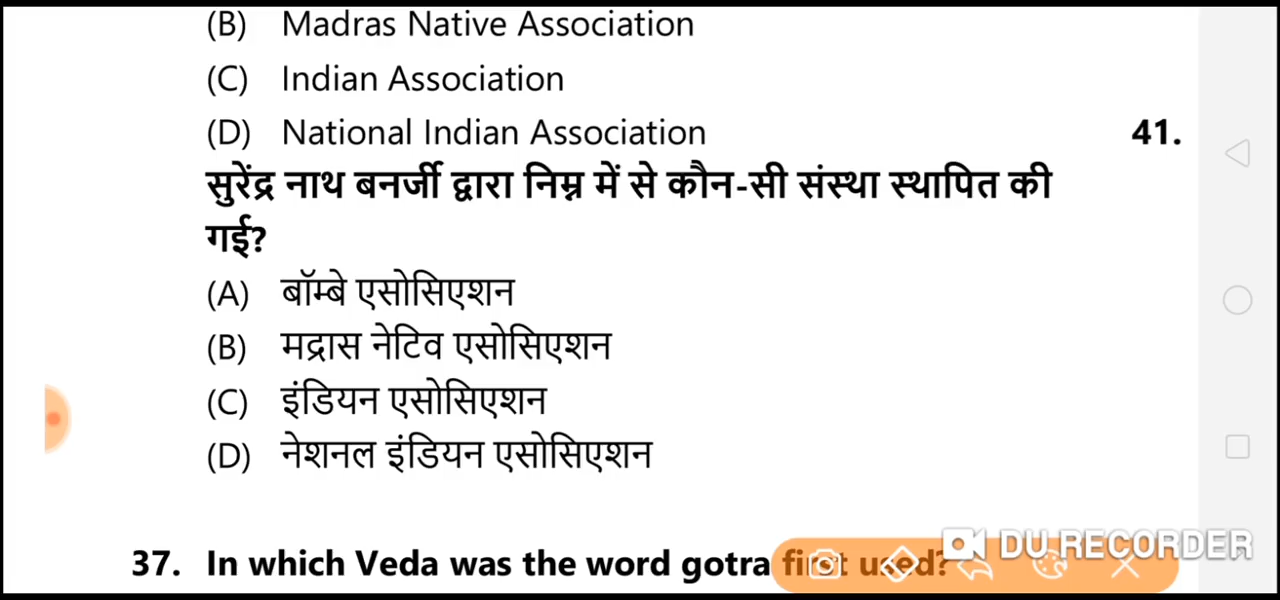 (B) Madras Native Association
(C) Indian Association
(D) National Indian Association
41.
सुरेंद्र नाथ बनर्जी द्वारा निम्न में से कौन-सी संस्था स्थापित की
गई?
(A) बॉम्बे एसोसिएशन
(B) मद्रास नेटिव एसोसिएशन
(C) इंडियन एसोसिएशन
(D) नेशनल इंडियन एसोसिएशन
37. In which Veda was the word gotra first used?
DU RECORDER